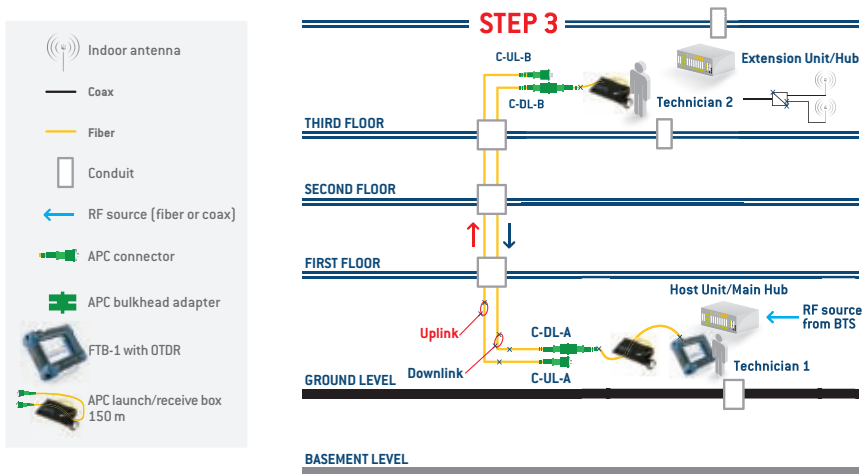 Indoor antenna
Coax
Fiber
Conduit
RF source (fiber or coax)
APC connector
APC bulkhead adapter
FTB-1 with OTDR
APC launch/receive box
150 m
STEP 3
C-UL-B
C-DL-B
Extension Unit/Hub
Technician 2
THIRD FLOOR
SECOND FLOOR
FIRST FLOOR
Host Unit/Main Hub
RF source
from BTS
Uplink
C-DL-A
Downlink
C-UL-A
Technician 1
GROUND LEVEL
BASEMENT LEVEL